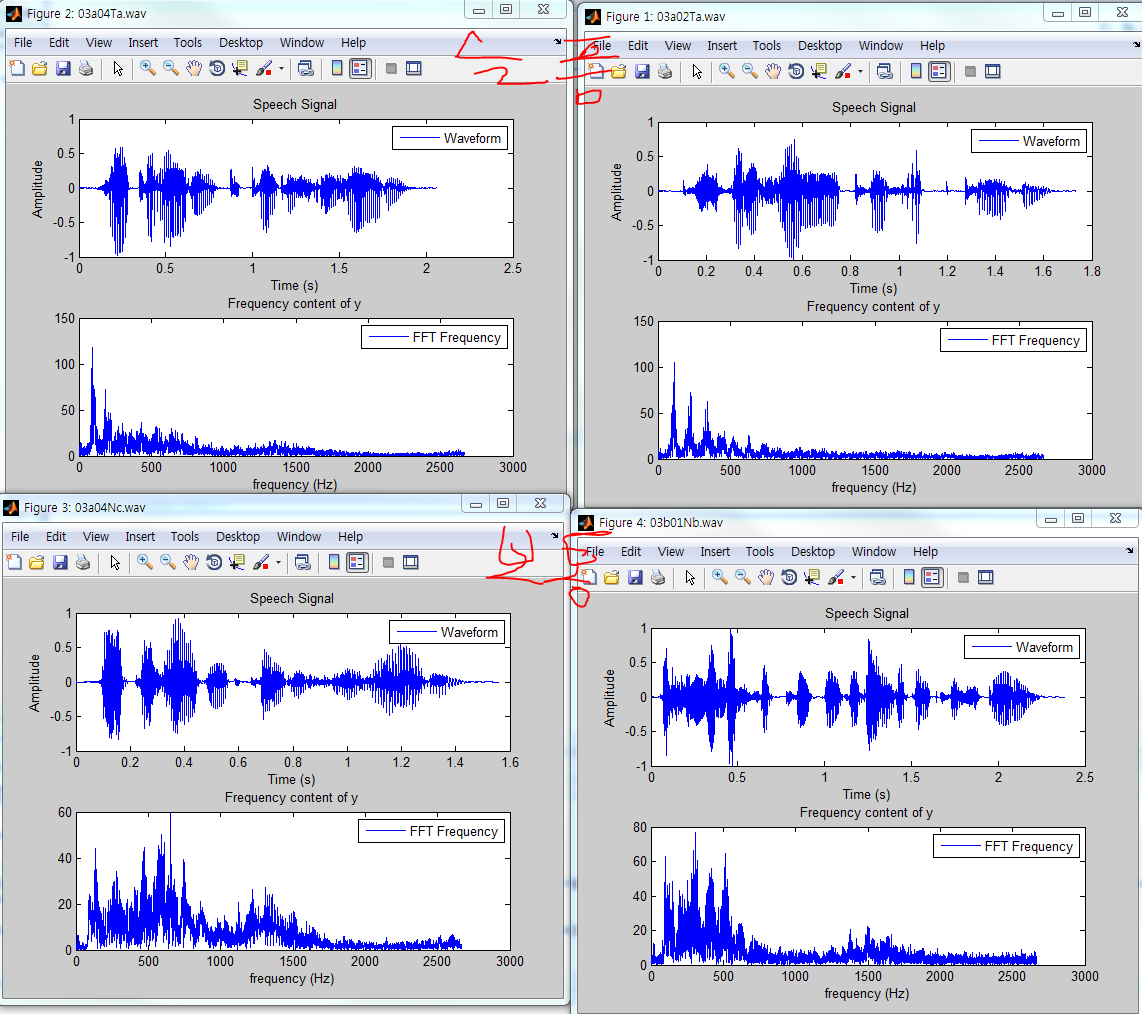 Figure 2: 03a04Ta.wav
File Edit View Insert Tools Desktop Window Help
Speech Signal
Waveform
Amplitude
1
0.5
0
-0.5
-1
0 0.5 1 1.5 2 2.5
Time (s)
Frequency content of y
FFT Frequency
150
100
50
0
0 500 1000 1500 2000 2500 3000
frequency (Hz)
슬픔
Figure 1: 03a02Ta.wav
File Edit View Insert Tools Desktop Window Help
Speech Signal
Waveform
Amplitude
1
0.5
0
-0.5
-1
0 0.2 0.4 0.6 0.8 1 1.2 1.4 1.6 1.8
Time (s)
Frequency content of y
FFT Frequency
150
100
50
0
0 500 1000 1500 2000 2500 3000
frequency (Hz)
Figure 3: 03a04Nc.wav
File Edit View Insert Tools Desktop Window Help
Speech Signal
Waveform
Amplitude
1
0.5
0
-0.5
-1
0 0.2 0.4 0.6 0.8 1 1.2 1.4 1.6
Time (s)
Frequency content of y
FFT Frequency
60
40
20
0
0 500 1000 1500 2000 2500 3000
frequency (Hz)
보통
Figure 4: 03b01Nb.wav
File Edit View Insert Tools Desktop Window Help
Speech Signal
Waveform
Amplitude
1
0.5
0
-0.5
-1
0 0.5 1 1.5 2 2.5
Time (s)
Frequency content of y
FFT Frequency
80
60
40
20
0
0 500 1000 1500 2000 2500 3000
frequency (Hz)